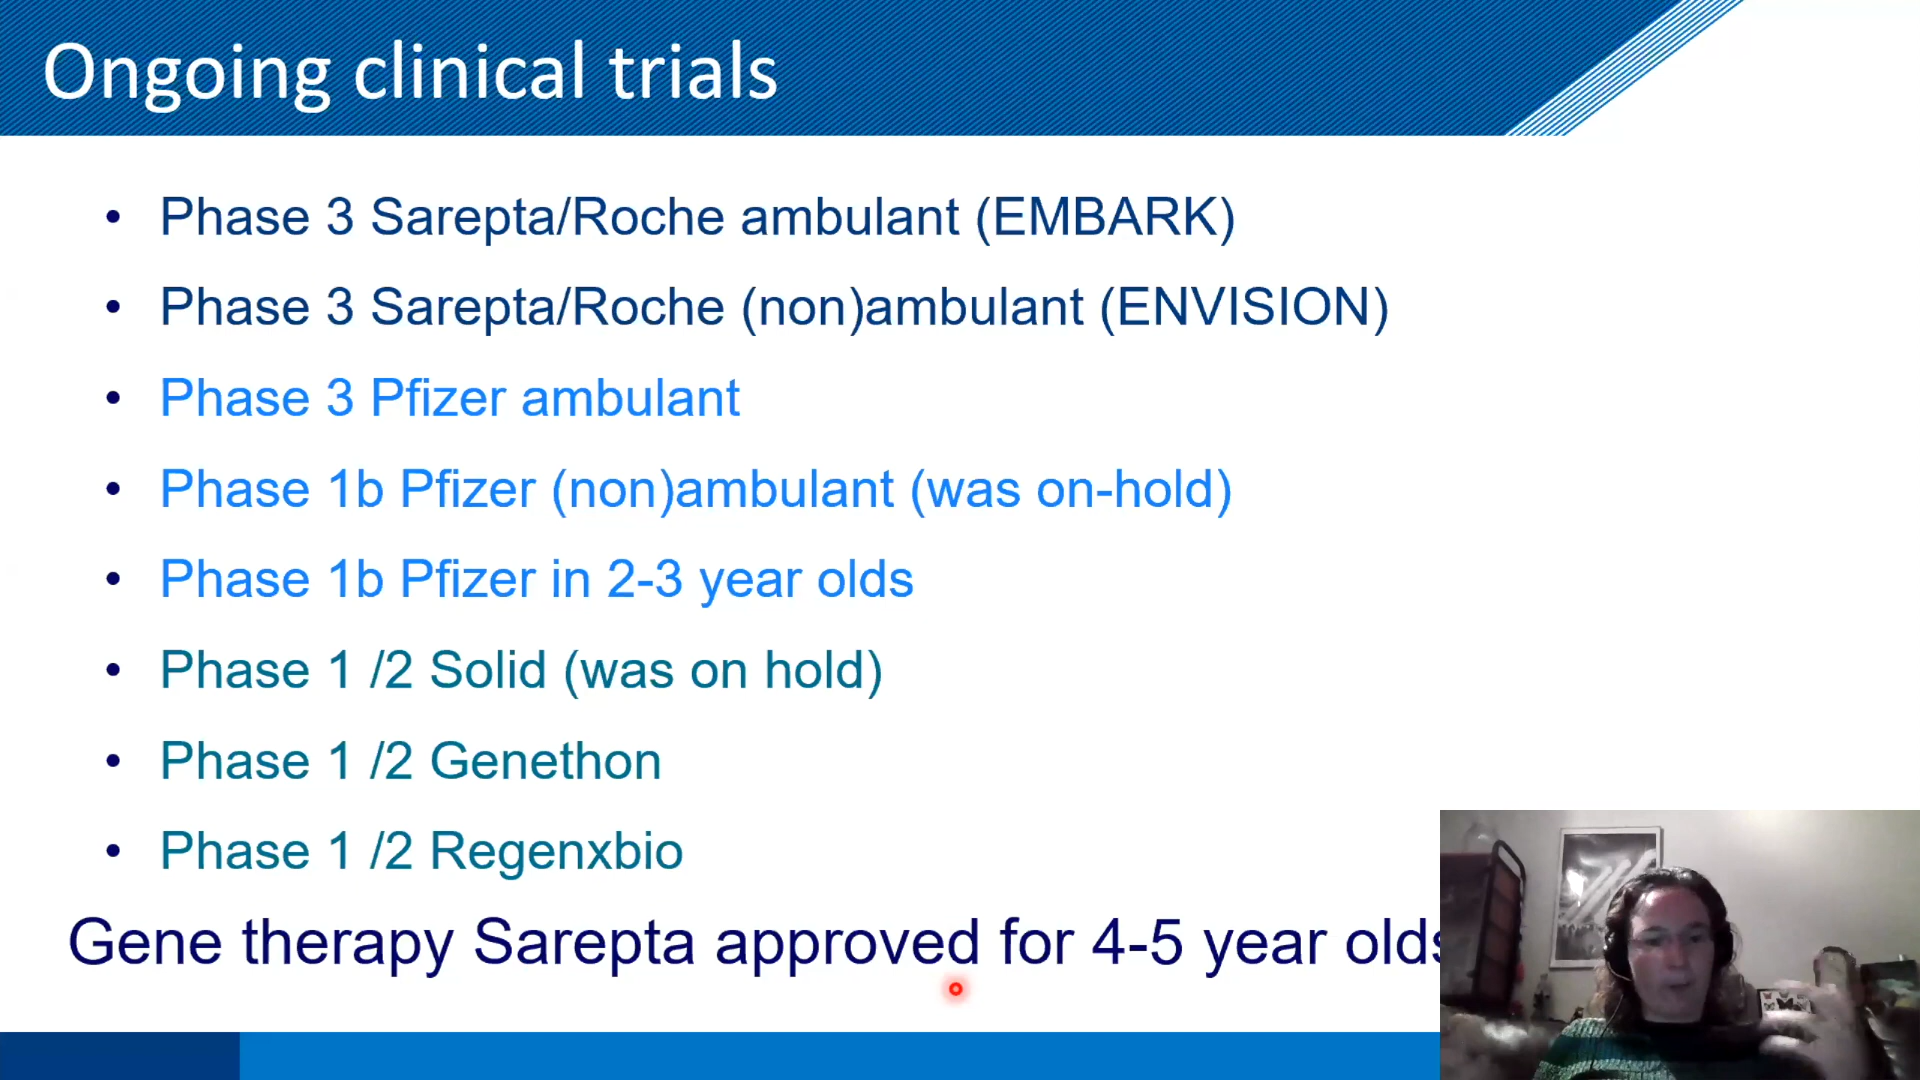 Ongoing clinical trials
• Phase 3 Sarepta/Roche ambulant (EMBARK)
• Phase 3 Sarepta/Roche (non)ambulant (ENVISION)
• Phase 3 Pfizer ambulant
• Phase 1b Pfizer (non)ambulant (was on-hold)
• Phase 1b Pfizer in 2-3 year olds
• Phase 1 /2 Solid (was on hold)
• Phase 1 /2 Genethon
• Phase 1 /2 Regenxbio
Gene therapy Sarepta approved for 4-5 year olds